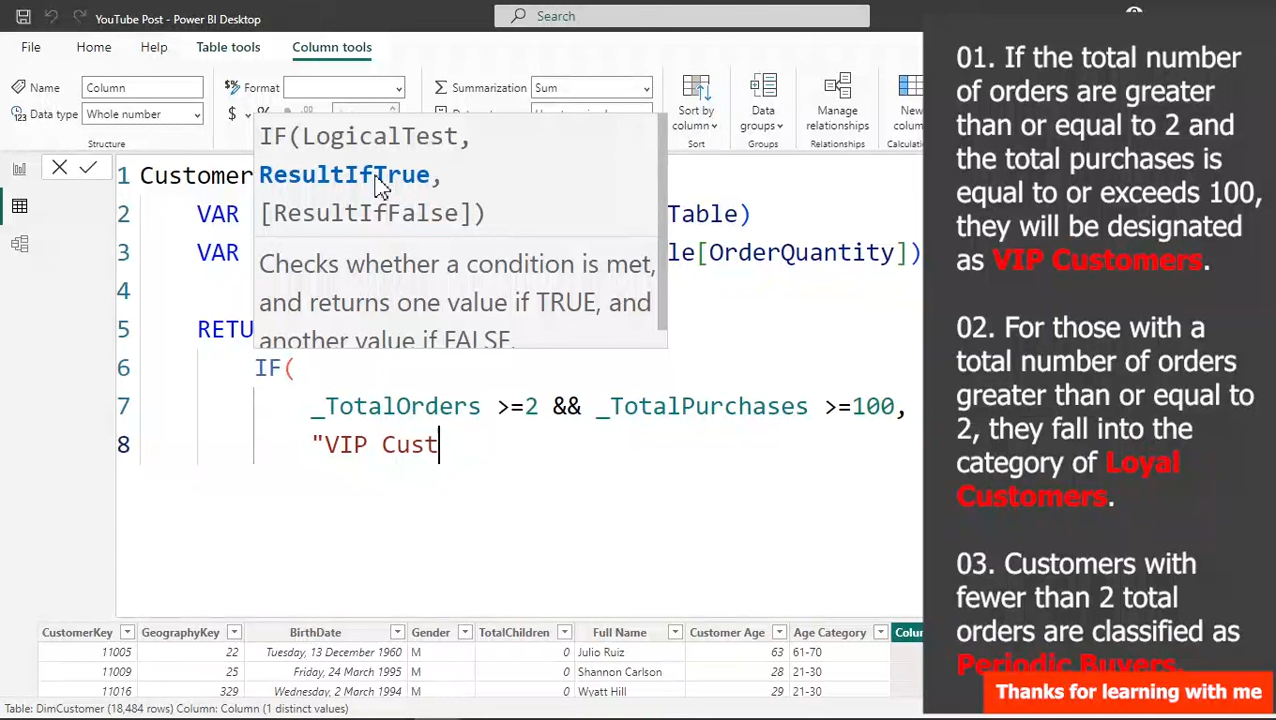 YouTube Post - Power BI Desktop
Search
File Home Help Table tools Column tools
Name Column
Format
Summarization Sum
Data type Whole number
$ %
Sort by column
Data groups
Manage relationships
New
Structure
Sort Groups Relationships
IF(LogicalTest,
ResultIfTrue,
[ResultIfFalse])
Checks whether a condition is met,
and returns one value if TRUE, and
another value if FALSE.
1 Customer
2 VAR Table)
3 VAR le[OrderQuantity])
4
5 RETU
6 IF(
7 _TotalOrders >=2 && _TotalPurchases >=100,
8 "VIP Cust
CustomerKey GeographyKey BirthDate Gender TotalChildren Full Name Customer Age Age Category
11005 22 Tuesday, 13 December 1960 M 0 Julio Ruiz 63 61-70
11009 25 Friday, 24 March 1995 M 0 Shannon Carlson 28 21-30
11016 329 Wednesday, 2 March 1994 M 0 Wyatt Hill 29 21-30
Table: DimCustomer (18,484 rows) Column: Column (1 distinct values)
01. If the total number
of orders are greater
than or equal to 2 and
the total purchases is
equal to or exceeds 100,
they will be designated
as VIP Customers.
02. For those with a
total number of orders
greater than or equal to
2, they fall into the
category of Loyal
Customers.
03. Customers with
fewer than 2 total
orders are classified as
Periodic Buyers.
Thanks for learning with me